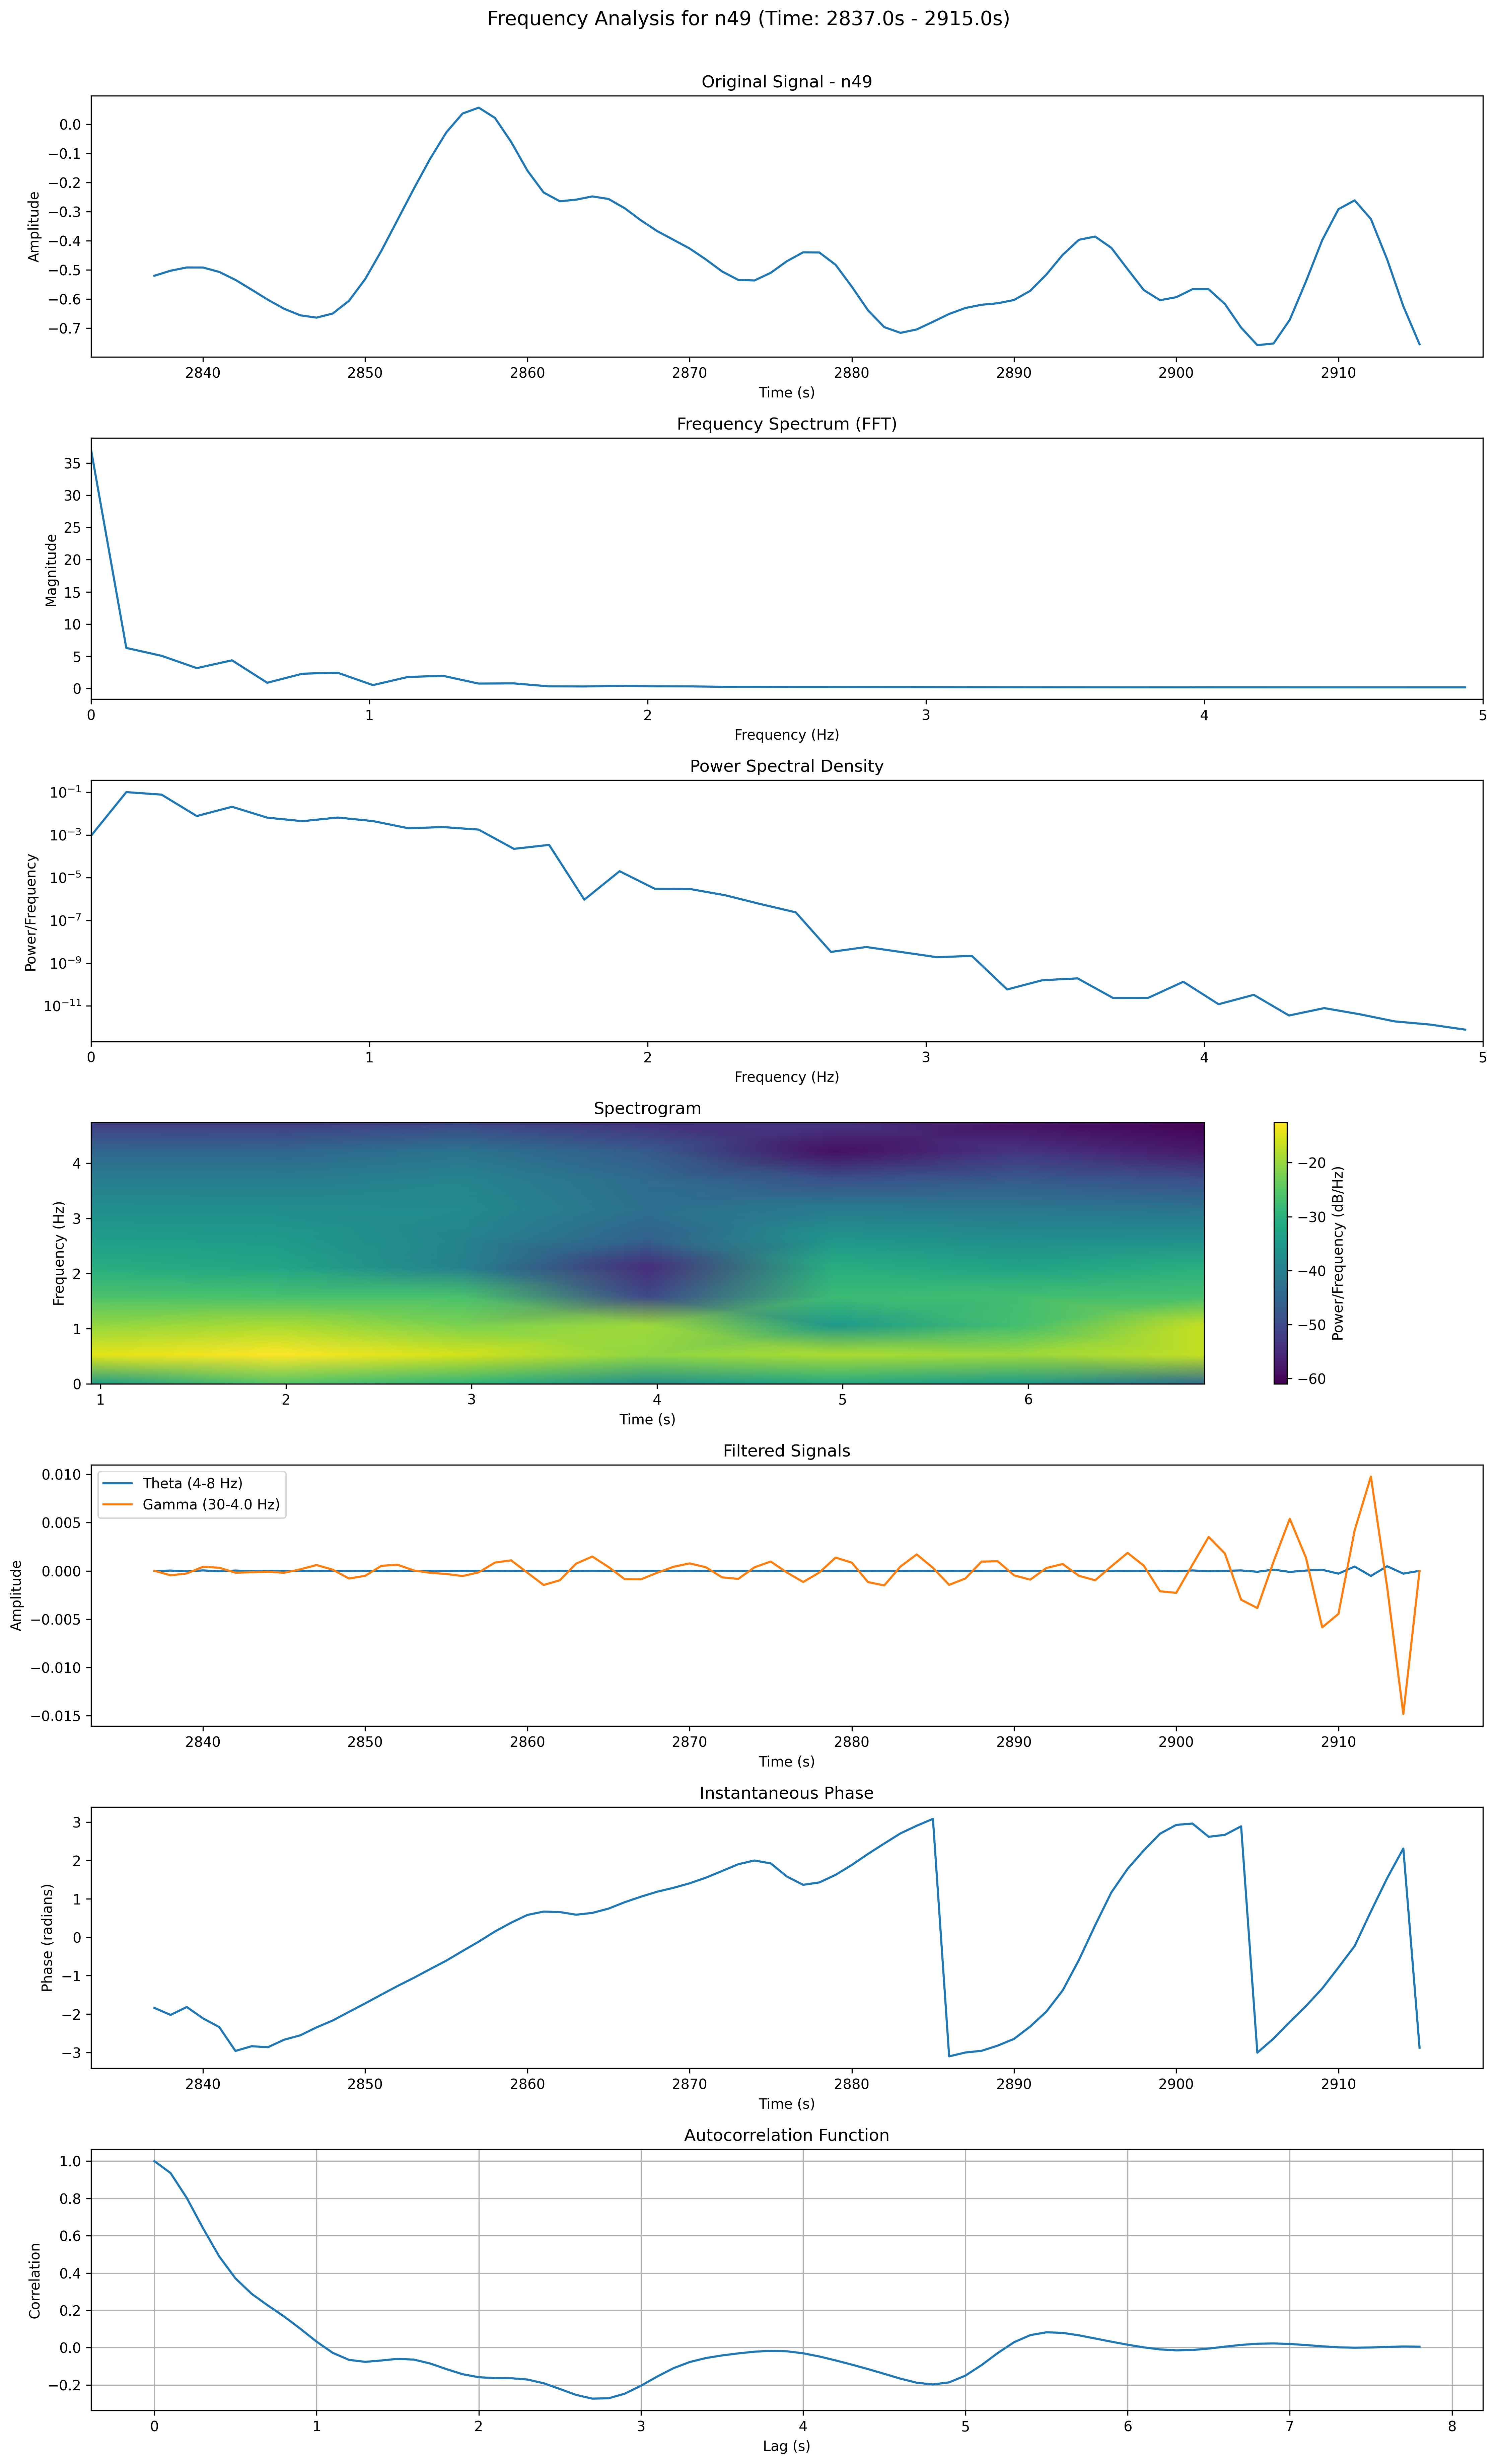 Frequency Analysis for n49 (Time: 2837.0s - 2915.0s)
Original Signal - n49
Amplitude
0.0
−0.1
−0.2
−0.3
−0.4
−0.5
−0.6
−0.7
2840 2850 2860 2870 2880 2890 2900 2910
Time (s)
Frequency Spectrum (FFT)
Magnitude
35
30
25
20
15
10
5
0
0 1 2 3 4 5
Frequency (Hz)
Power Spectral Density
Power/Frequency
10⁻¹
10⁻³
10⁻⁵
10⁻⁷
10⁻⁹
10⁻¹¹
0 1 2 3 4 5
Frequency (Hz)
Spectrogram
Frequency (Hz)
4
3
2
1
0
1 2 3 4 5 6
Time (s)
−20
−30
−40
−50
−60
Power/Frequency (dB/Hz)
Filtered Signals
Theta (4-8 Hz)
Gamma (30-4.0 Hz)
Amplitude
0.010
0.005
0.000
−0.005
−0.010
−0.015
2840 2850 2860 2870 2880 2890 2900 2910
Time (s)
Instantaneous Phase
Phase (radians)
3
2
1
0
−1
−2
−3
2840 2850 2860 2870 2880 2890 2900 2910
Time (s)
Autocorrelation Function
Correlation
1.0
0.8
0.6
0.4
0.2
0.0
−0.2
0 1 2 3 4 5 6 7 8
Lag (s)